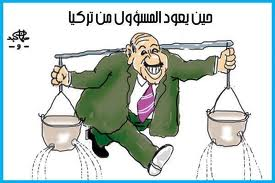 حين يعود المسؤول من تركيا
- و -